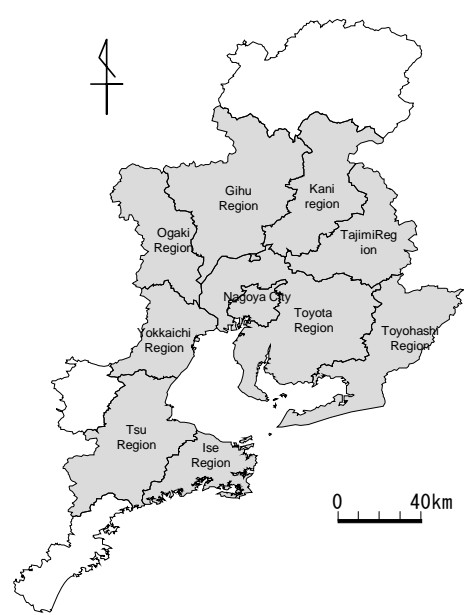 Gihu
Region
Kani
region
Ogaki
Region
TajimiReg
ion
Nagoya City
Toyota
Region
Yokkaichi
Region
Toyohashi
Region
Tsu
Region
Ise
Region
0 40km